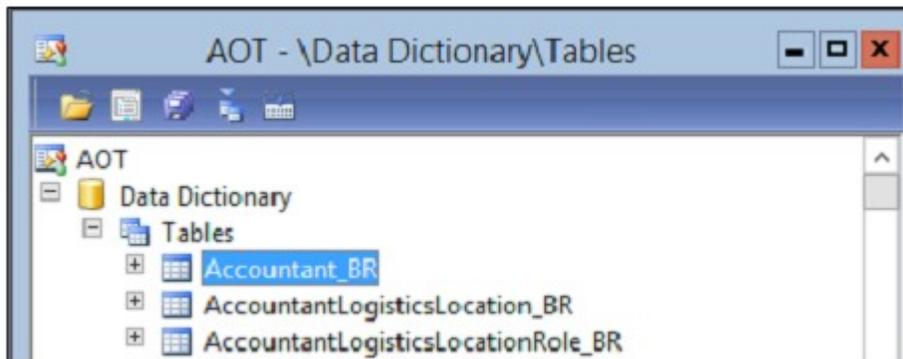 AOT - \Data Dictionary\Tables
AOT
Data Dictionary
Tables
Accountant_BR
AccountantLogisticsLocation_BR
AccountantLogisticsLocationRole_BR